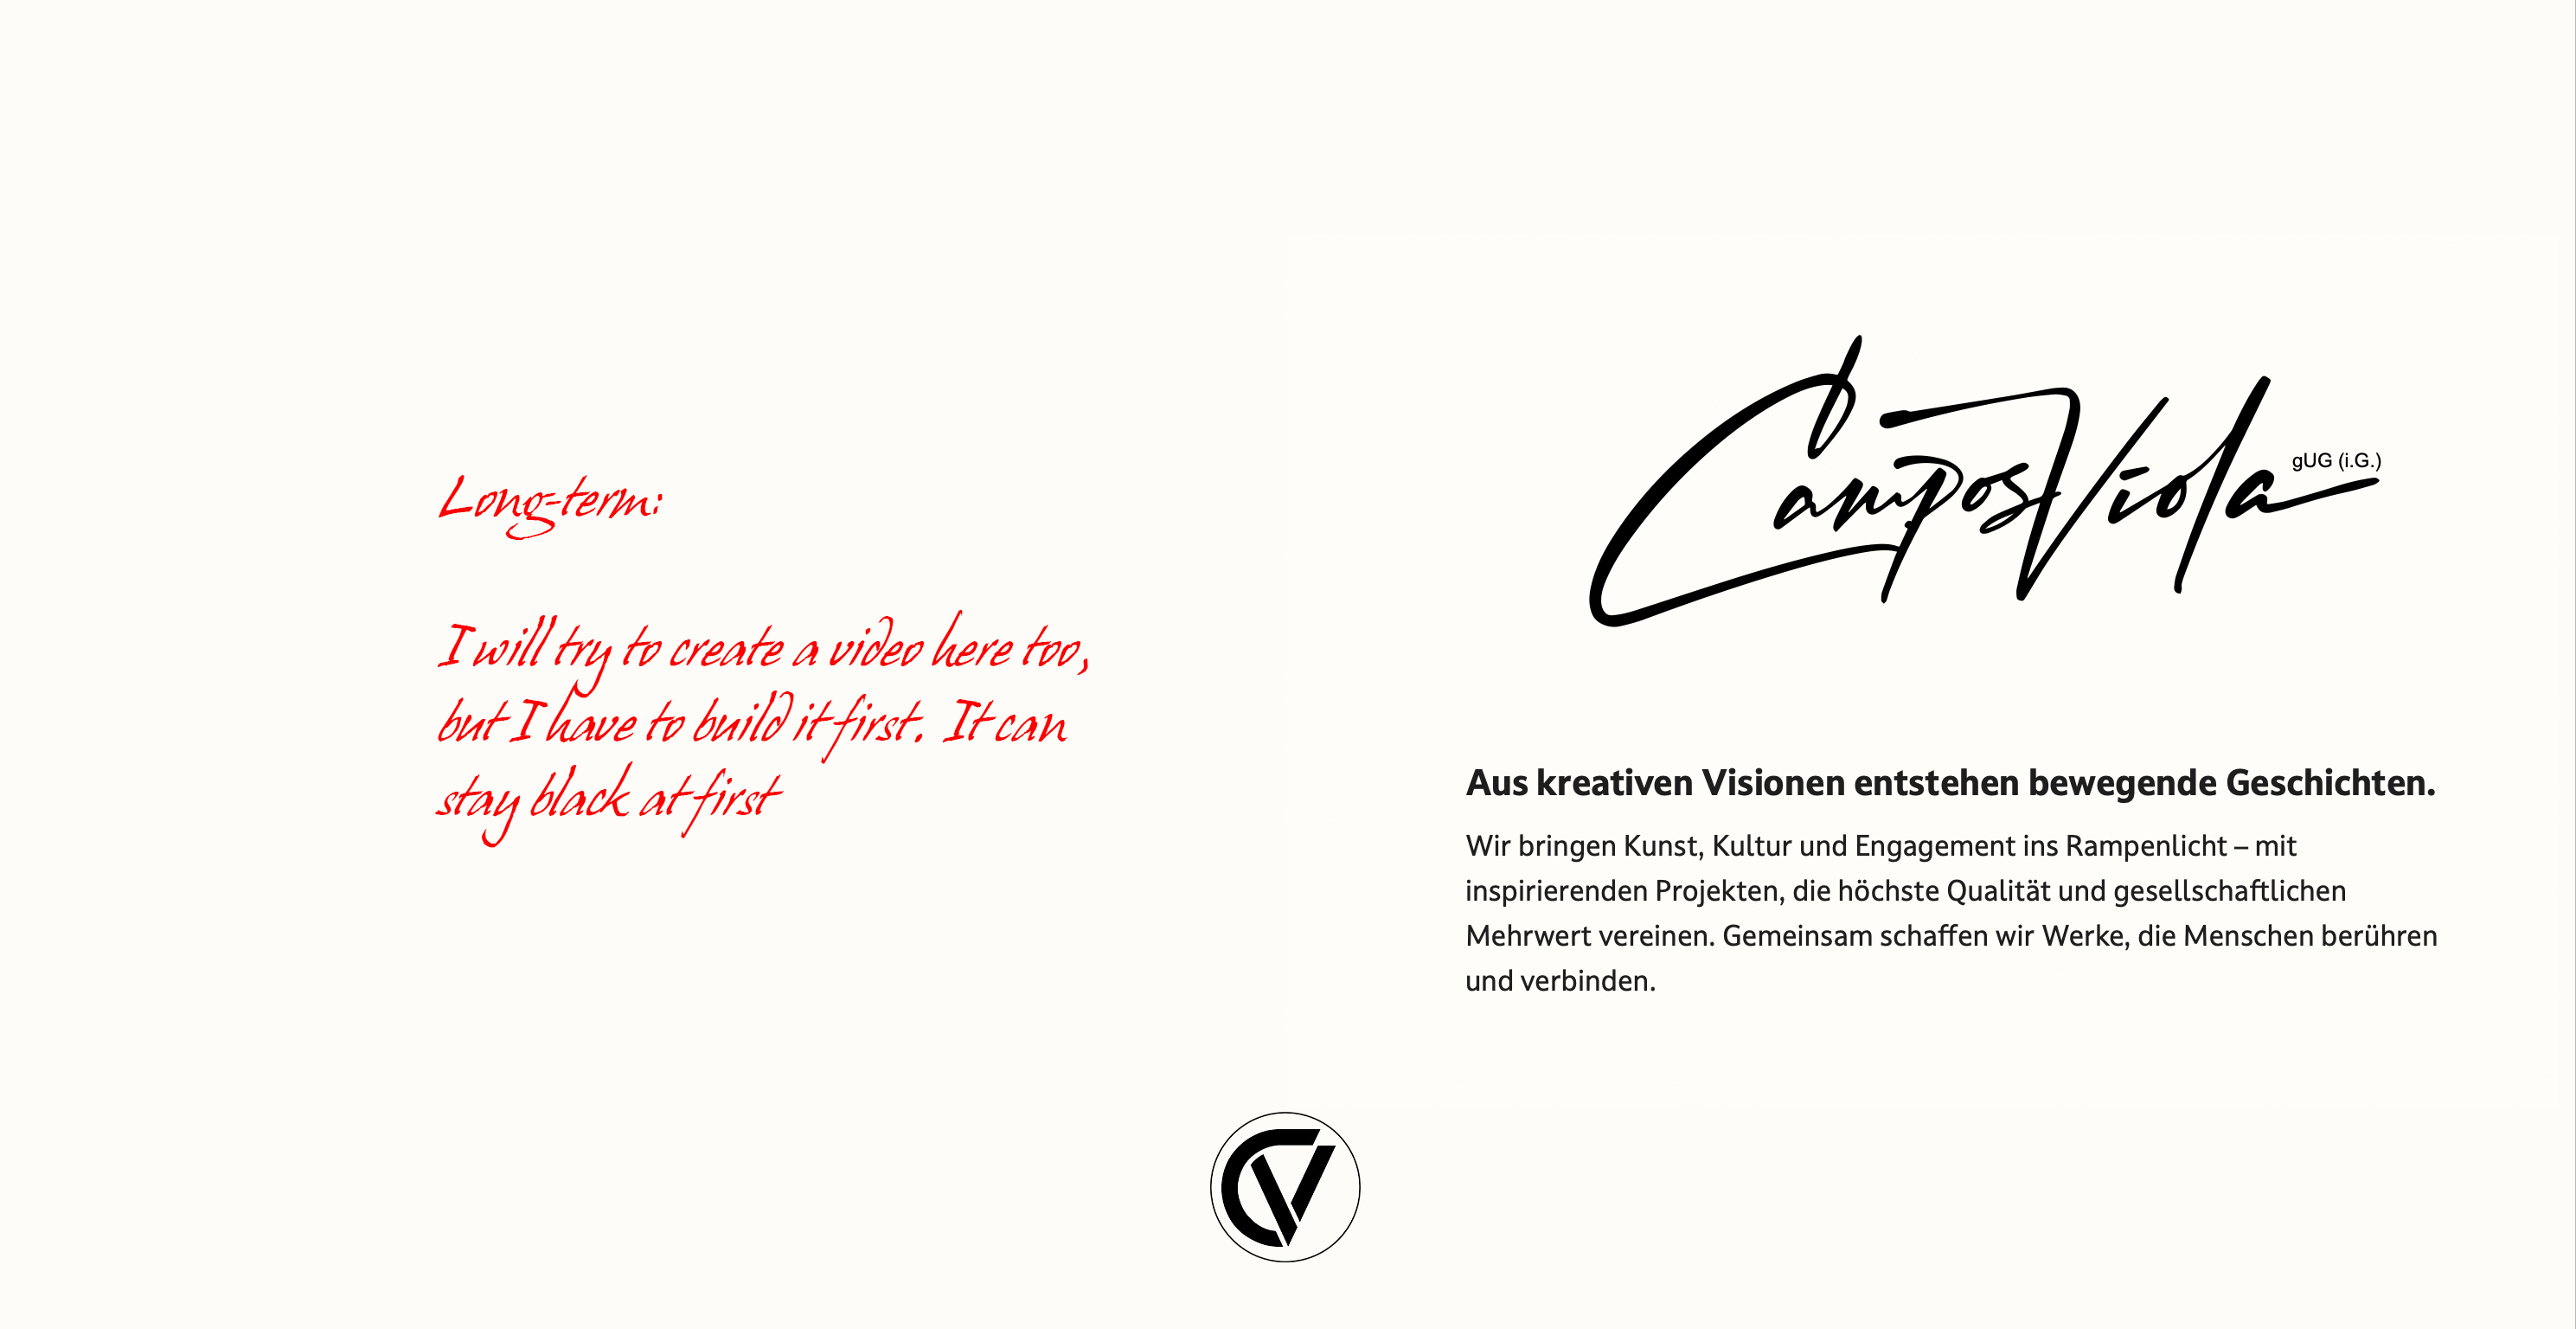 Long-term:
I will try to create a video here too,
but I have to build it first. It can
stay black at first
CamposViola gUG (i.G.)
Aus kreativen Visionen entstehen bewegende Geschichten.
Wir bringen Kunst, Kultur und Engagement ins Rampenlicht – mit
inspirierenden Projekten, die höchste Qualität und gesellschaftlichen
Mehrwert vereinen. Gemeinsam schaffen wir Werke, die Menschen berühren
und verbinden.
CV